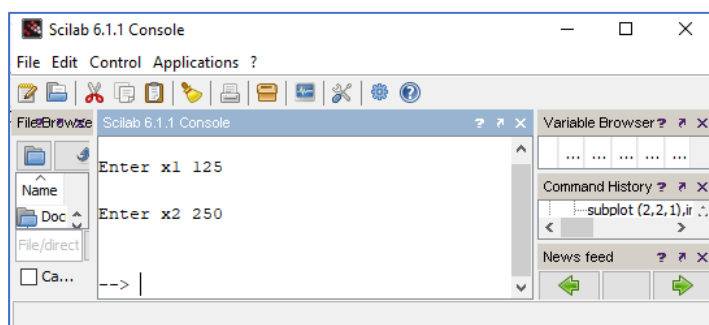 Scilab 6.1.1 Console
File Edit Control Applications ?
Scilab 6.1.1 Console ? ↗ X
Enter x1 125
Enter x2 250
-->
Name
Doc
File/direct
Ca...
Variable Browser ? ↗ X
... ... ... ... ...
Command History ? ↗ X
subplot (2,2,1),ir
News feed ? ↗ X